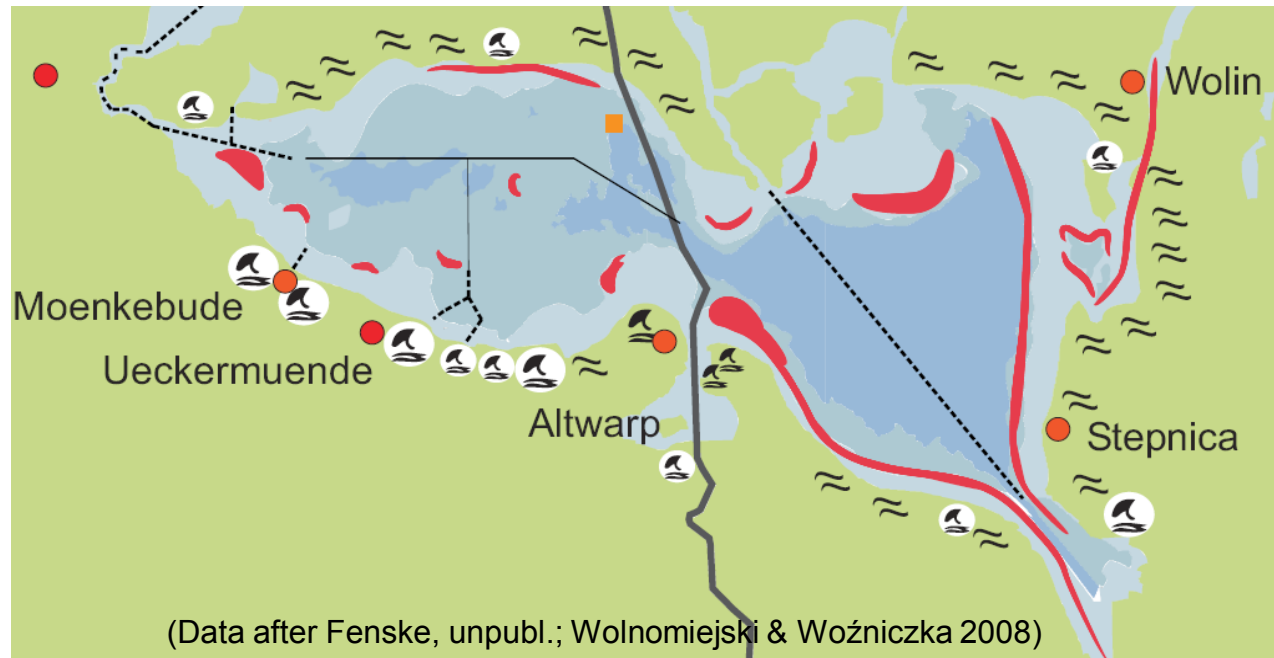 Wolin
Moenkebude
Ueckermuende
Altwarp
Stepnica
(Data after Fenske, unpubl.; Wolnomiejski & Woźniczka 2008)